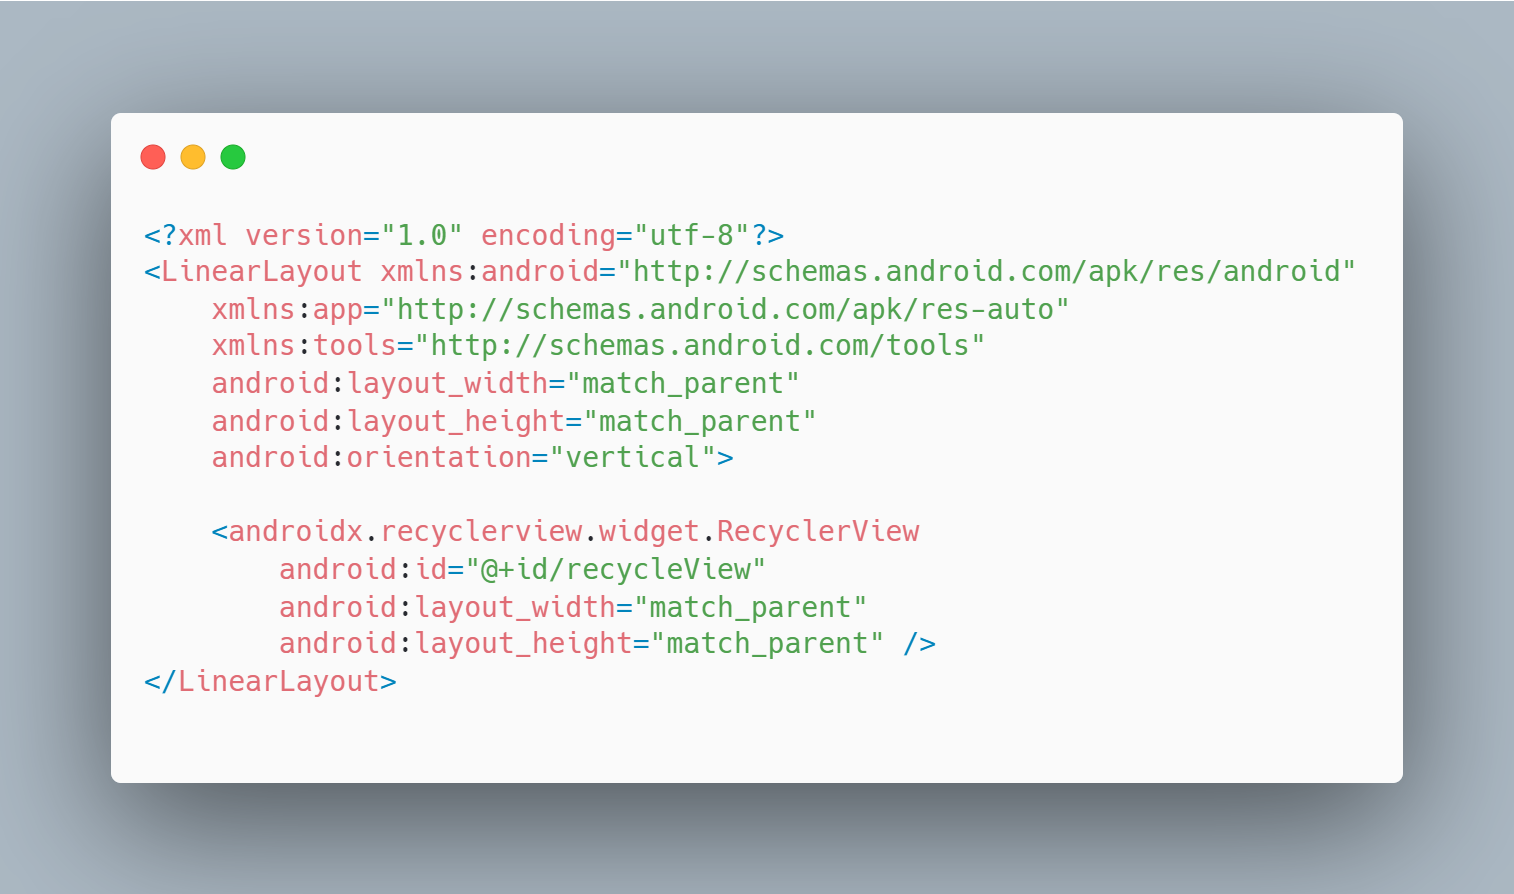 <?xml version="1.0" encoding="utf-8"?>
<LinearLayout xmlns:android="http://schemas.android.com/apk/res/android"
    xmlns:app="http://schemas.android.com/apk/res-auto"
    xmlns:tools="http://schemas.android.com/tools"
    android:layout_width="match_parent"
    android:layout_height="match_parent"
    android:orientation="vertical">

    <androidx.recyclerview.widget.RecyclerView
        android:id="@+id/recycleView"
        android:layout_width="match_parent"
        android:layout_height="match_parent" />
</LinearLayout>